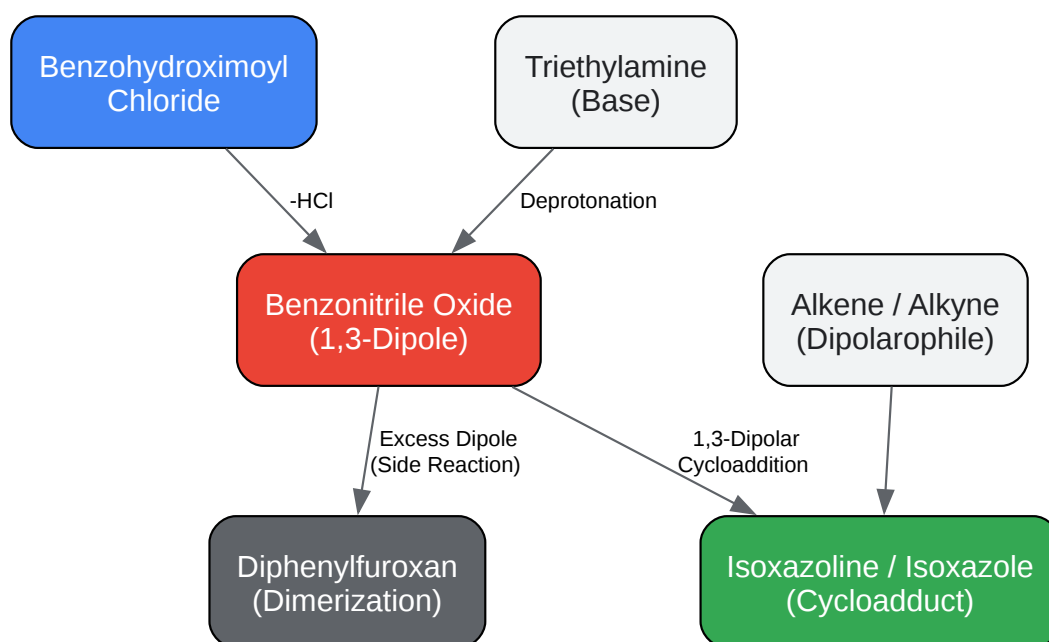 Benzohydroximoyl
Chloride
Triethylamine
(Base)
-HCl
Deprotonation
Benzonitrile Oxide
(1,3-Dipole)
Alkene / Alkyne
(Dipolarophile)
Excess Dipole
(Side Reaction)
1,3-Dipolar
Cycloaddition
Diphenylfuroxan
(Dimerization)
Isoxazoline / Isoxazole
(Cycloadduct)